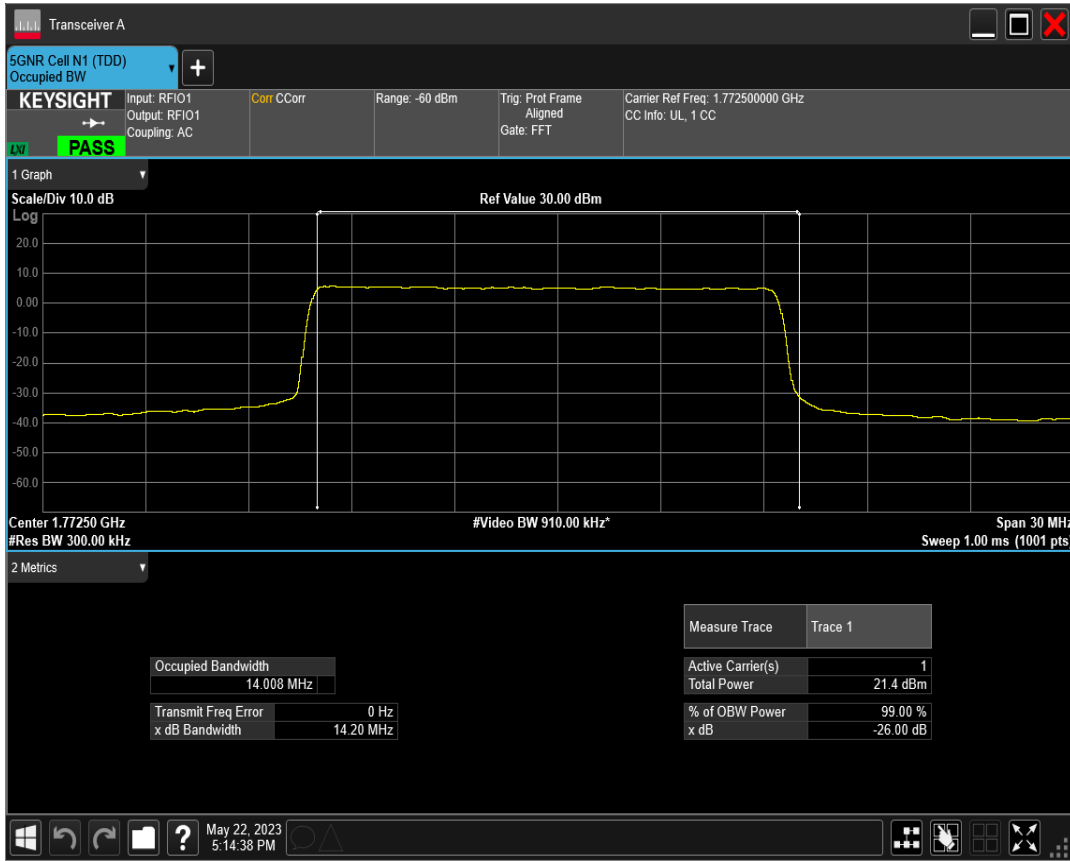 Transceiver A
5GNR Cell N1 (TDD)
Occupied BW
+
KEYSIGHT
LXI
PASS
Input: RFIO1
Output: RFIO1
Coupling: AC
Corr CCorr
Range: -60 dBm
Trig: Prot Frame
Aligned
Gate: FFT
Carrier Ref Freq: 1.772500000 GHz
CC Info: UL, 1 CC
1 Graph
Scale/Div 10.0 dB
Ref Value 30.00 dBm
Log
20.0
10.0
0.00
-10.0
-20.0
-30.0
-40.0
-50.0
-60.0
Center 1.77250 GHz
#Video BW 910.00 kHz*
Span 30 MHz
#Res BW 300.00 kHz
Sweep 1.00 ms (1001 pts)
2 Metrics
Measure Trace Trace 1
Occupied Bandwidth
14.008 MHz
Active Carrier(s) 1
Total Power 21.4 dBm
Transmit Freq Error 0 Hz
x dB Bandwidth 14.20 MHz
% of OBW Power 99.00 %
x dB -26.00 dB
?
May 22, 2023
5:14:38 PM